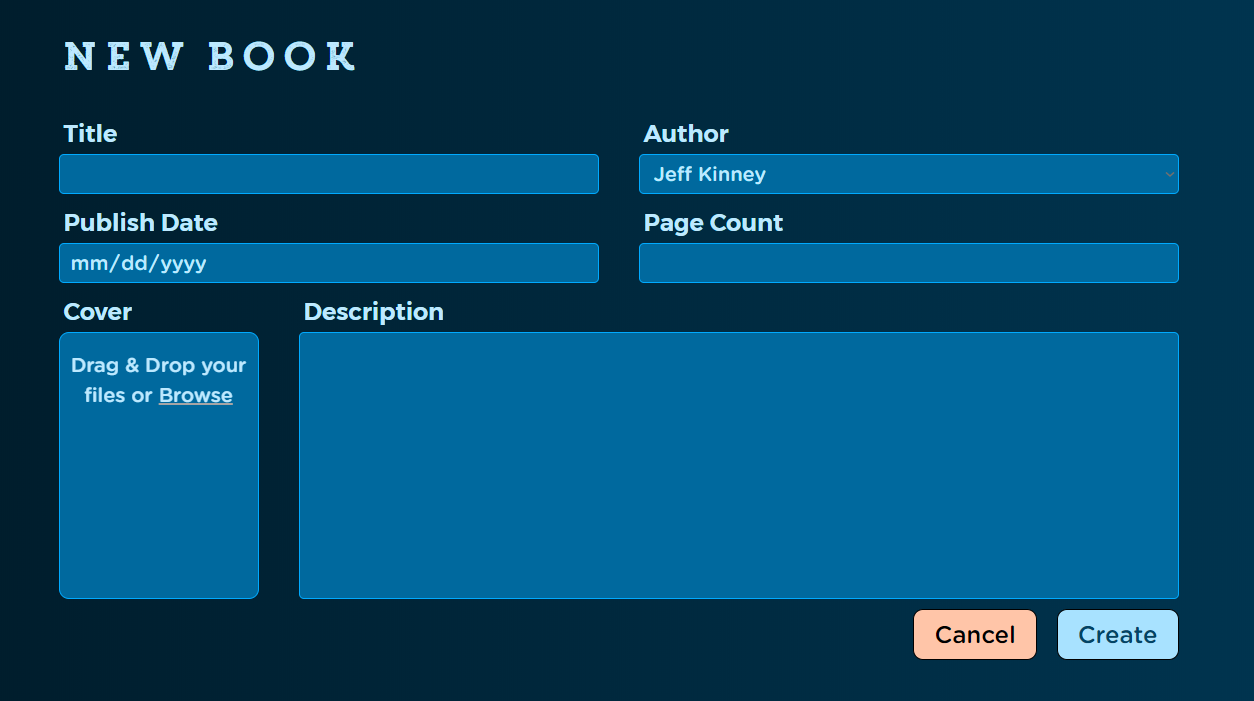 NEW BOOK
Title
Author
Jeff Kinney
Publish Date
Page Count
mm/dd/yyyy
Cover
Description
Drag & Drop your
files or Browse
Cancel
Create